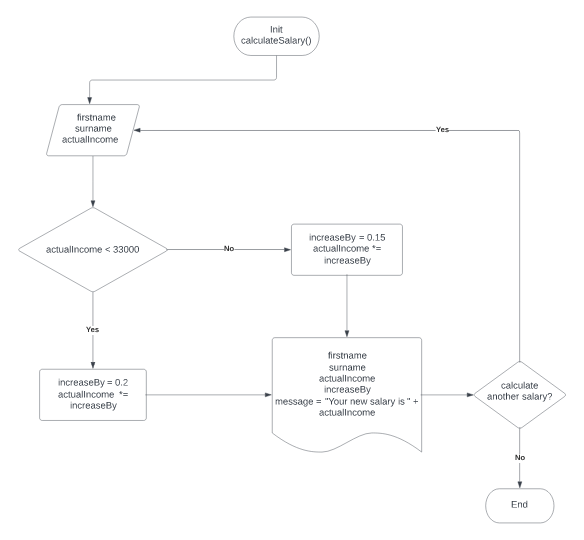 Init
calculateSalary()
firstname
surname
actualIncome
Yes
actualIncome < 33000
No
increaseBy = 0.15
actualIncome *=
increaseBy
Yes
increaseBy = 0.2
actualIncome *=
increaseBy
firstname
surname
actualIncome
increaseBy
message = "Your new salary is " +
actualIncome
calculate
another salary?
No
End